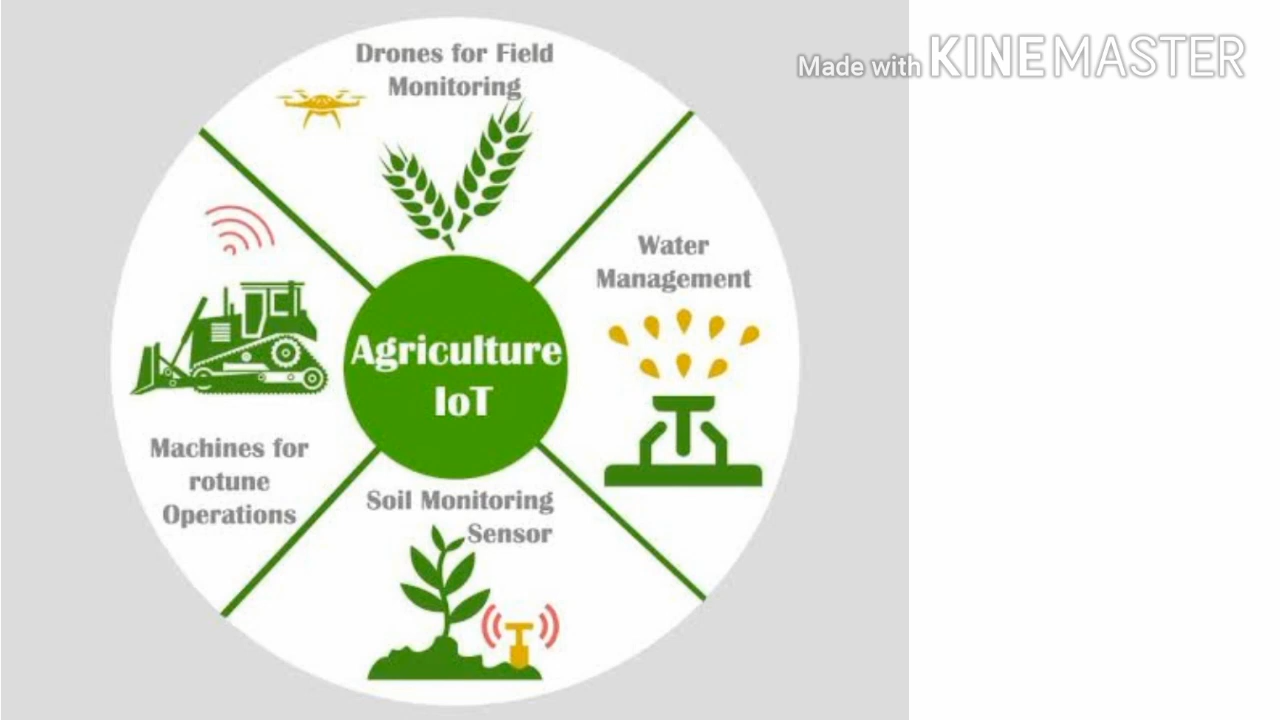 Drones for Field
Monitoring
Made with KINEMASTER
Water
Management
Agriculture
IoT
Machines for
rotune
Operations
Soil Monitoring
Sensor